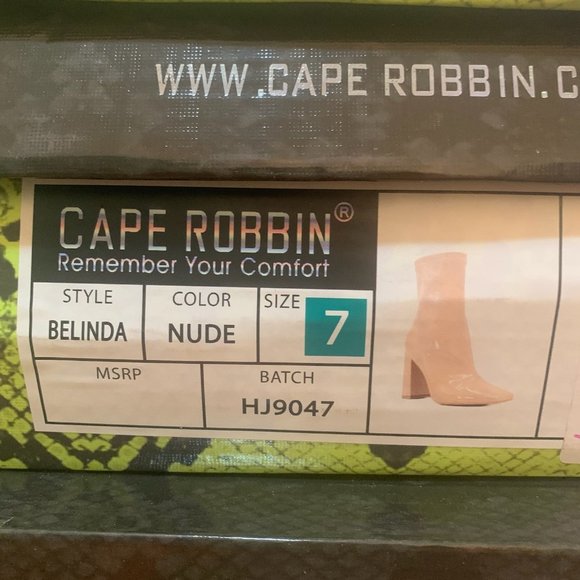 WWW.CAPE ROBBIN.C
CAPE ROBBIN®
Remember Your Comfort
STYLE COLOR SIZE
BELINDA NUDE 7
MSRP BATCH
HJ9047